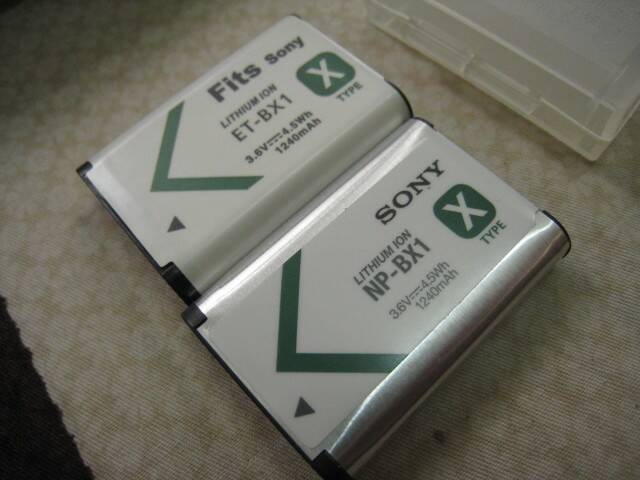 Fits Sony
X
TYPE
LITHIUM ION
ET-BX1
3.6V⎓4.5Wh
1240mAh
SONY
X
TYPE
LITHIUM ION
NP-BX1
3.6V⎓4.5Wh
1240mAh